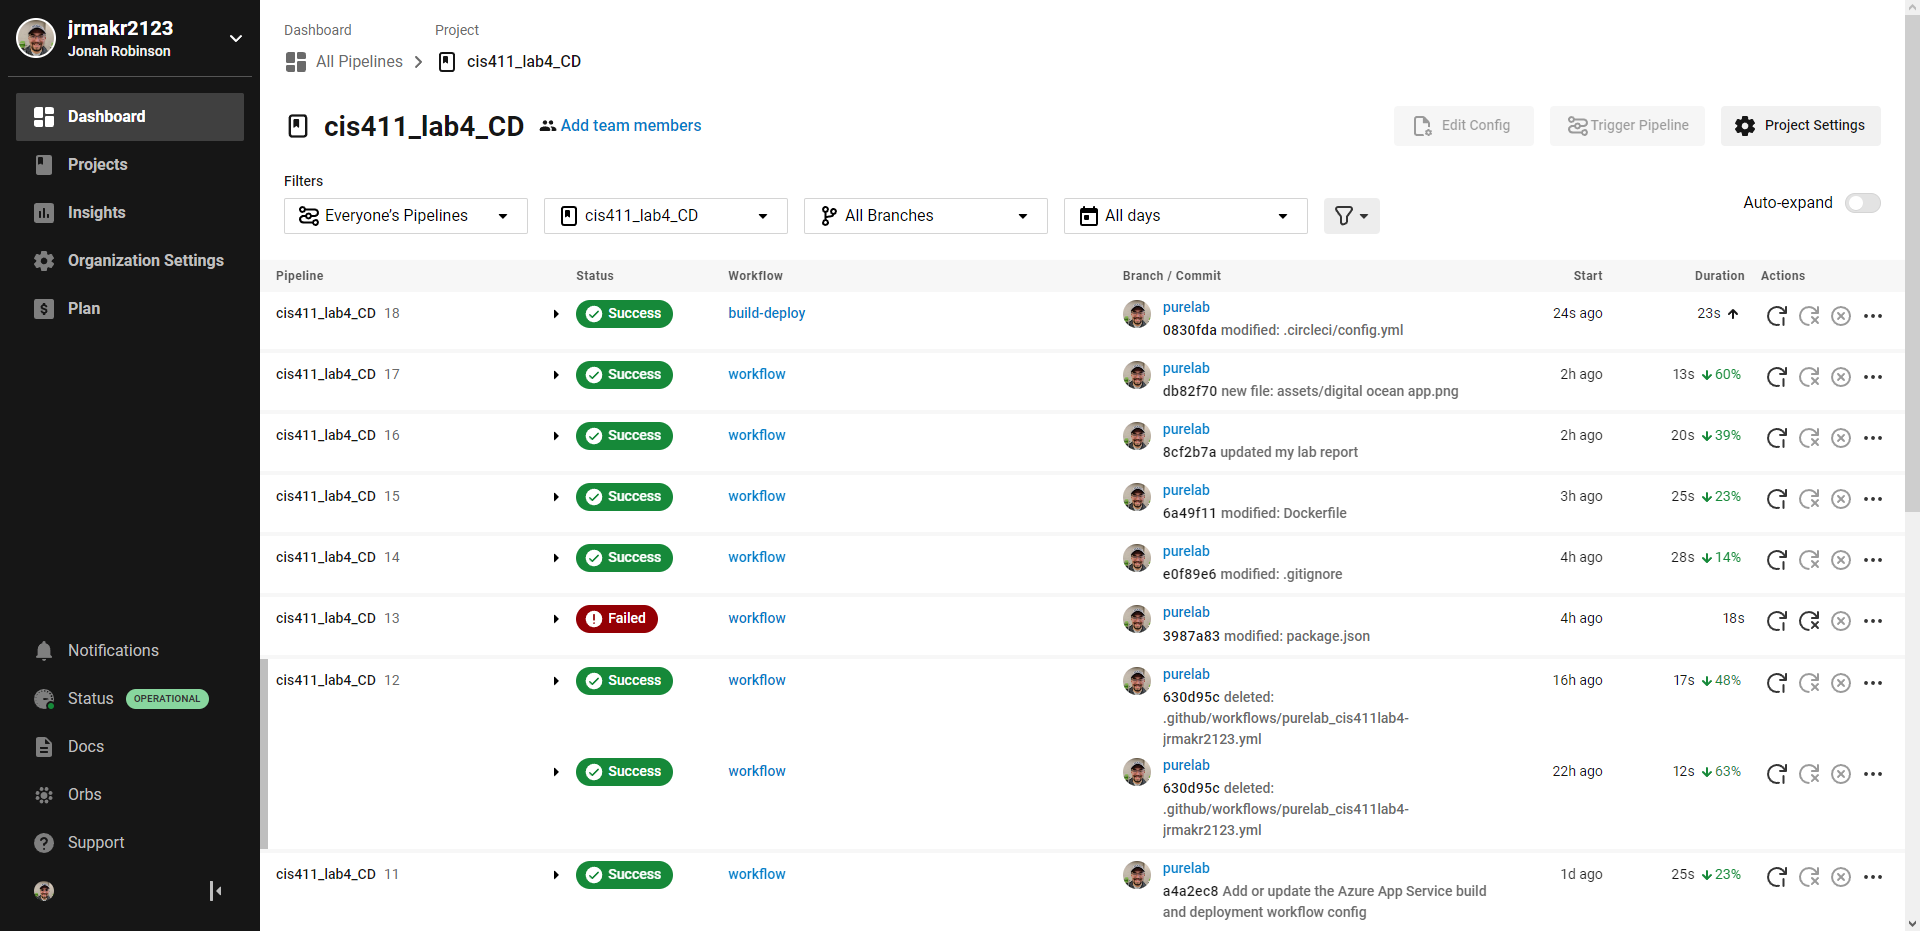 jrmakr2123
Jonah Robinson
Dashboard
Projects
Insights
Organization Settings
Plan
Notifications
Status OPERATIONAL
Docs
Orbs
Support
Dashboard Project
All Pipelines cis411_lab4_CD
cis411_lab4_CD Add team members
Edit Config Trigger Pipeline Project Settings
Filters
Everyone’s Pipelines cis411_lab4_CD All Branches All days
Auto-expand
Pipeline Status Workflow Branch / Commit Start Duration Actions
cis411_lab4_CD 18 Success build-deploy purelab 24s ago 23s
0830fda modified: .circleci/config.yml
cis411_lab4_CD 17 Success workflow purelab 2h ago 13s 60%
db82f70 new file: assets/digital ocean app.png
cis411_lab4_CD 16 Success workflow purelab 2h ago 20s 39%
8cf2b7a updated my lab report
cis411_lab4_CD 15 Success workflow purelab 3h ago 25s 23%
6a49f11 modified: Dockerfile
cis411_lab4_CD 14 Success workflow purelab 4h ago 28s 14%
e0f89e6 modified: .gitignore
cis411_lab4_CD 13 Failed workflow purelab 4h ago 18s
3987a83 modified: package.json
cis411_lab4_CD 12 Success workflow purelab 16h ago 17s 48%
630d95c deleted:
.github/workflows/purelab_cis411lab4-
jrmakr2123.yml
Success workflow purelab 22h ago 12s 63%
630d95c deleted:
.github/workflows/purelab_cis411lab4-
jrmakr2123.yml
cis411_lab4_CD 11 Success workflow purelab 1d ago 25s 23%
a4a2ec8 Add or update the Azure App Service build
and deployment workflow config